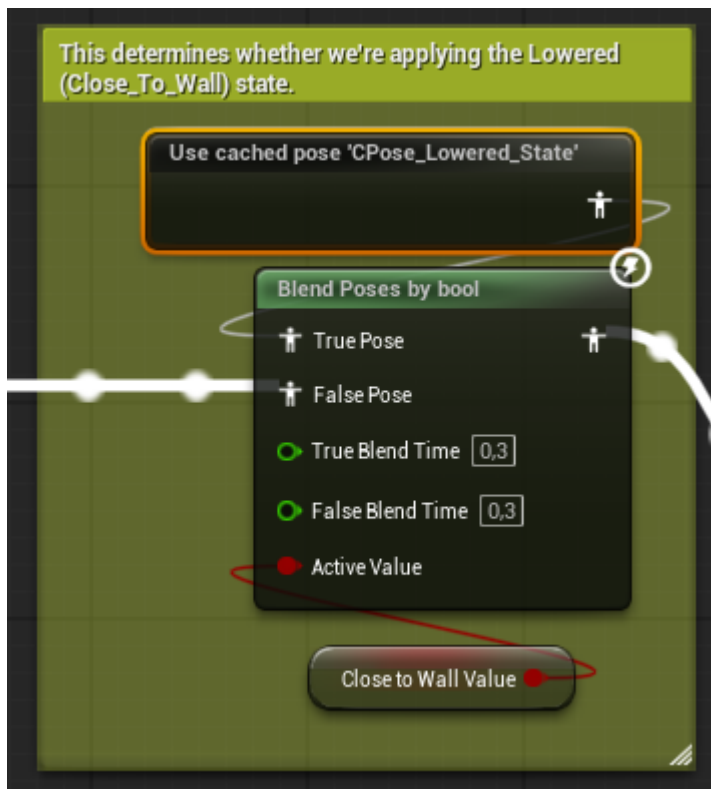 This determines whether we're applying the Lowered
(Close_To_Wall) state.
Use cached pose 'CPose_Lowered_State'
Blend Poses by bool
True Pose
False Pose
True Blend Time 0,3
False Blend Time 0,3
Active Value
Close to Wall Value